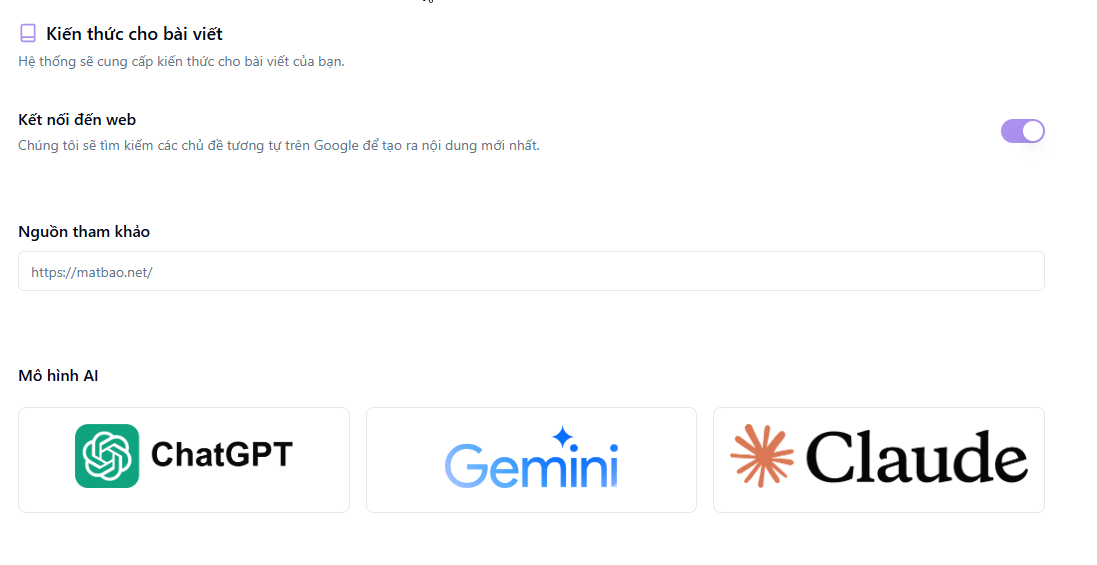 Kiến thức cho bài viết
Hệ thống sẽ cung cấp kiến thức cho bài viết của bạn.
Kết nối đến web
Chúng tôi sẽ tìm kiếm các chủ đề tương tự trên Google để tạo ra nội dung mới nhất.
Nguồn tham khảo
https://matbao.net/
Mô hình AI
ChatGPT
Gemini
Claude